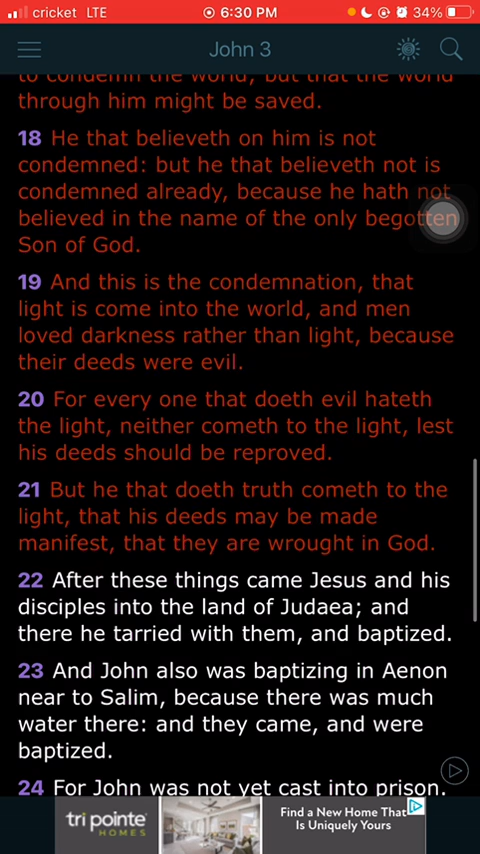 cricket LTE 6:30 PM 34%
John 3
to condemn the world; but that the world
through him might be saved.
18 He that believeth on him is not
condemned: but he that believeth not is
condemned already, because he hath not
believed in the name of the only begotten
Son of God.
19 And this is the condemnation, that
light is come into the world, and men
loved darkness rather than light, because
their deeds were evil.
20 For every one that doeth evil hateth
the light, neither cometh to the light, lest
his deeds should be reproved.
21 But he that doeth truth cometh to the
light, that his deeds may be made
manifest, that they are wrought in God.
22 After these things came Jesus and his
disciples into the land of Judaea; and
there he tarried with them, and baptized.
23 And John also was baptizing in Aenon
near to Salim, because there was much
water there: and they came, and were
baptized.
24 For John was not yet cast into prison.
tri pointe
HOMES
Find a New Home That
Is Uniquely Yours